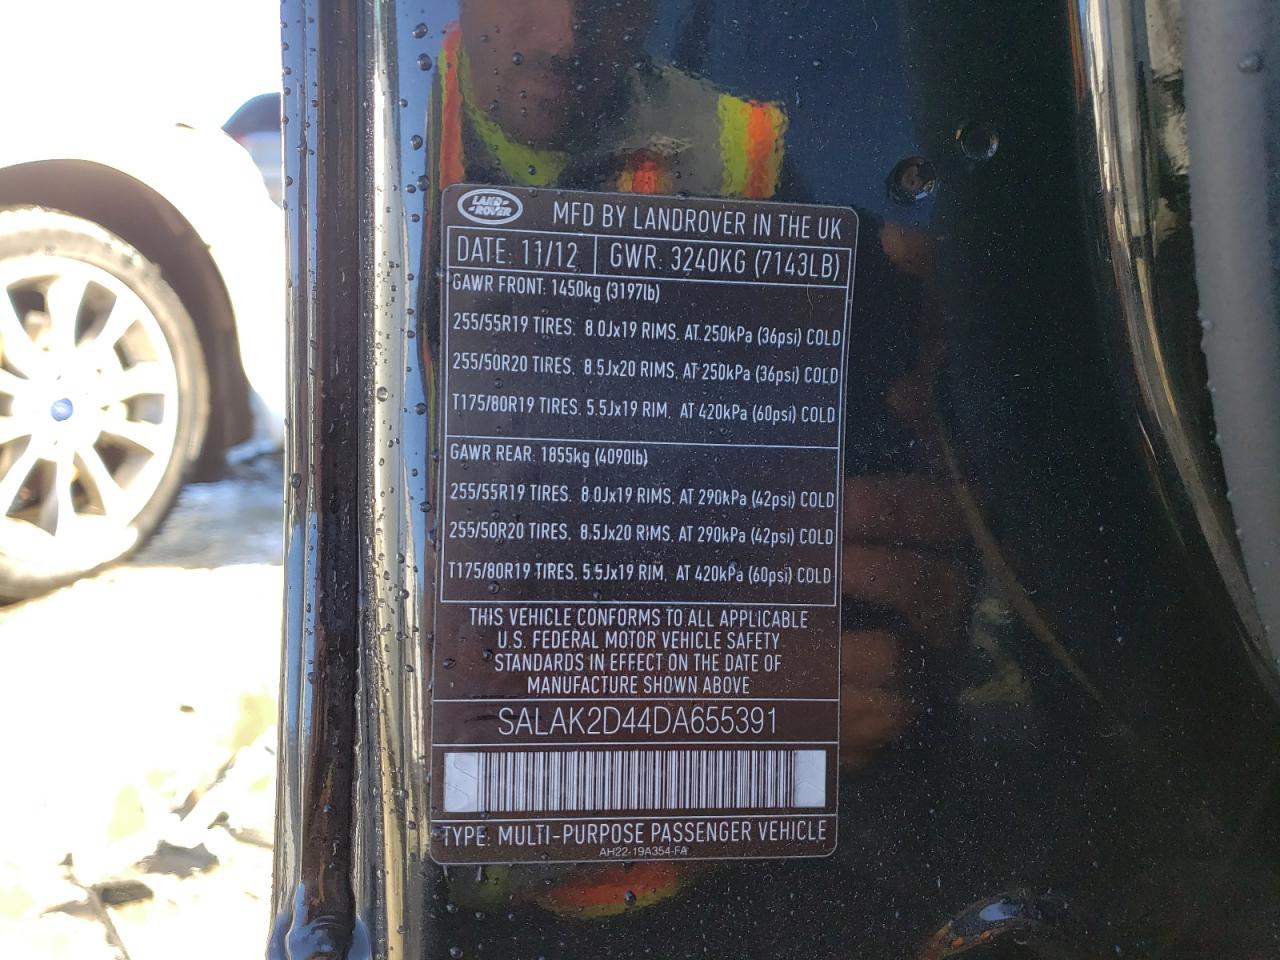 LAND-
-ROVER
MFD BY LANDROVER IN THE UK
DATE: 11/12 GWR: 3240KG (7143LB)
GAWR FRONT: 1450kg (3197lb)
255/55R19 TIRES. 8.0Jx19 RIMS. AT 250kPa (36psi) COLD
255/50R20 TIRES. 8.5Jx20 RIMS. AT 250kPa (36psi) COLD
T175/80R19 TIRES. 5.5Jx19 RIM. AT 420kPa (60psi) COLD
GAWR REAR: 1855kg (4090lb)
255/55R19 TIRES. 8.0Jx19 RIMS. AT 290kPa (42psi) COLD
255/50R20 TIRES. 8.5Jx20 RIMS. AT 290kPa (42psi) COLD
T175/80R19 TIRES. 5.5Jx19 RIM. AT 420kPa (60psi) COLD
THIS VEHICLE CONFORMS TO ALL APPLICABLE
U.S. FEDERAL MOTOR VEHICLE SAFETY
STANDARDS IN EFFECT ON THE DATE OF
MANUFACTURE SHOWN ABOVE
SALAK2D44DA655391
TYPE: MULTI-PURPOSE PASSENGER VEHICLE
AH22-19A354-FA